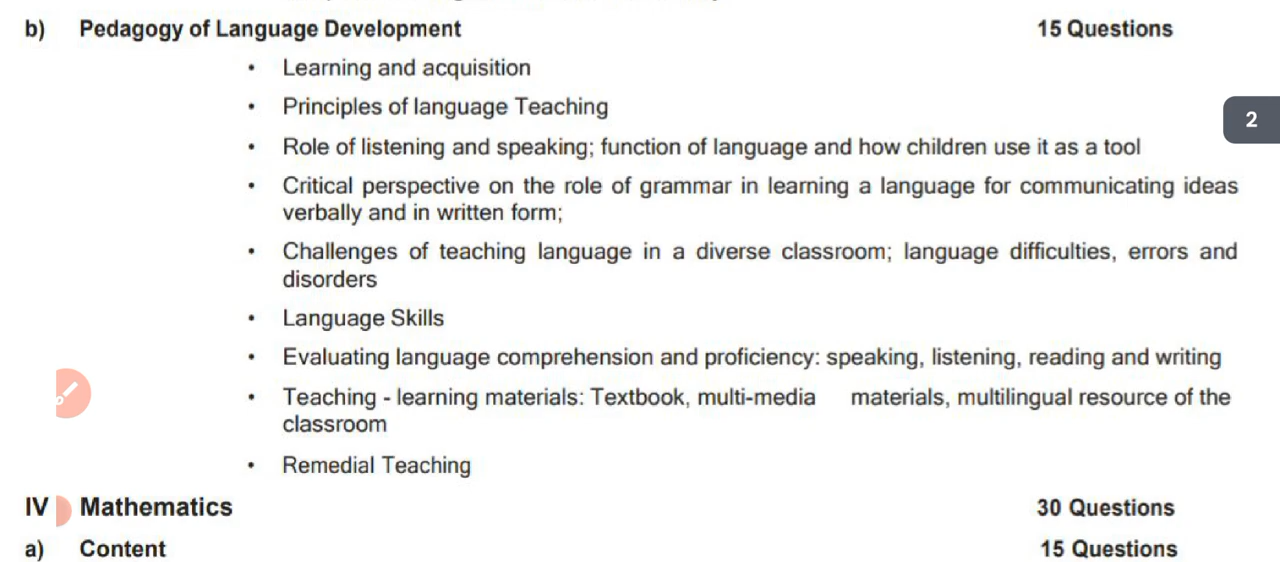 b) Pedagogy of Language Development 15 Questions
2
• Learning and acquisition
• Principles of language Teaching
• Role of listening and speaking; function of language and how children use it as a tool
• Critical perspective on the role of grammar in learning a language for communicating ideas
verbally and in written form;
• Challenges of teaching language in a diverse classroom; language difficulties, errors and
disorders
• Language Skills
• Evaluating language comprehension and proficiency: speaking, listening, reading and writing
• Teaching - learning materials: Textbook, multi-media materials, multilingual resource of the
classroom
• Remedial Teaching
IV Mathematics 30 Questions
a) Content 15 Questions